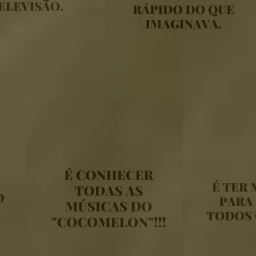 ELEVISÃO.
RÁPIDO DO QUE
IMAGINAVA.
É CONHECER
TODAS AS
MÚSICAS DO
"COCOMELON"!!!
É TER
PARA
TODOS